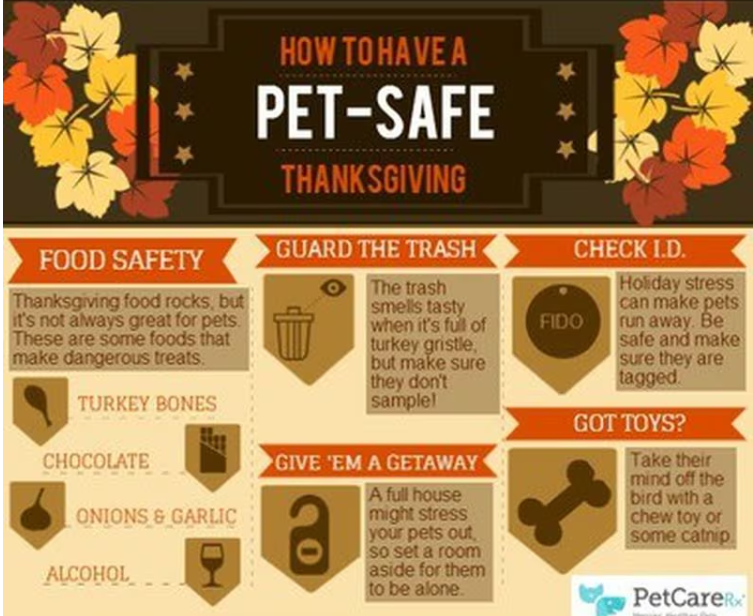 HOW TO HAVE A
PET-SAFE
THANKSGIVING
FOOD SAFETY
Thanksgiving food rocks, but
it's not always great for pets.
These are some foods that
make dangerous treats.
TURKEY BONES
CHOCOLATE
ONIONS & GARLIC
ALCOHOL
GUARD THE TRASH
The trash
smells tasty
when it's full of
turkey gristle,
but make sure
they don't
sample!
GIVE 'EM A GETAWAY
A full house
might stress
your pets out,
so set a room
aside for them
to be alone.
CHECK I.D.
FIDO
Holiday stress
can make pets
run away. Be
safe and make
sure they are
tagged.
GOT TOYS?
Take their
mind off the
bird with a
chew toy or
some catnip.
PetCareRx